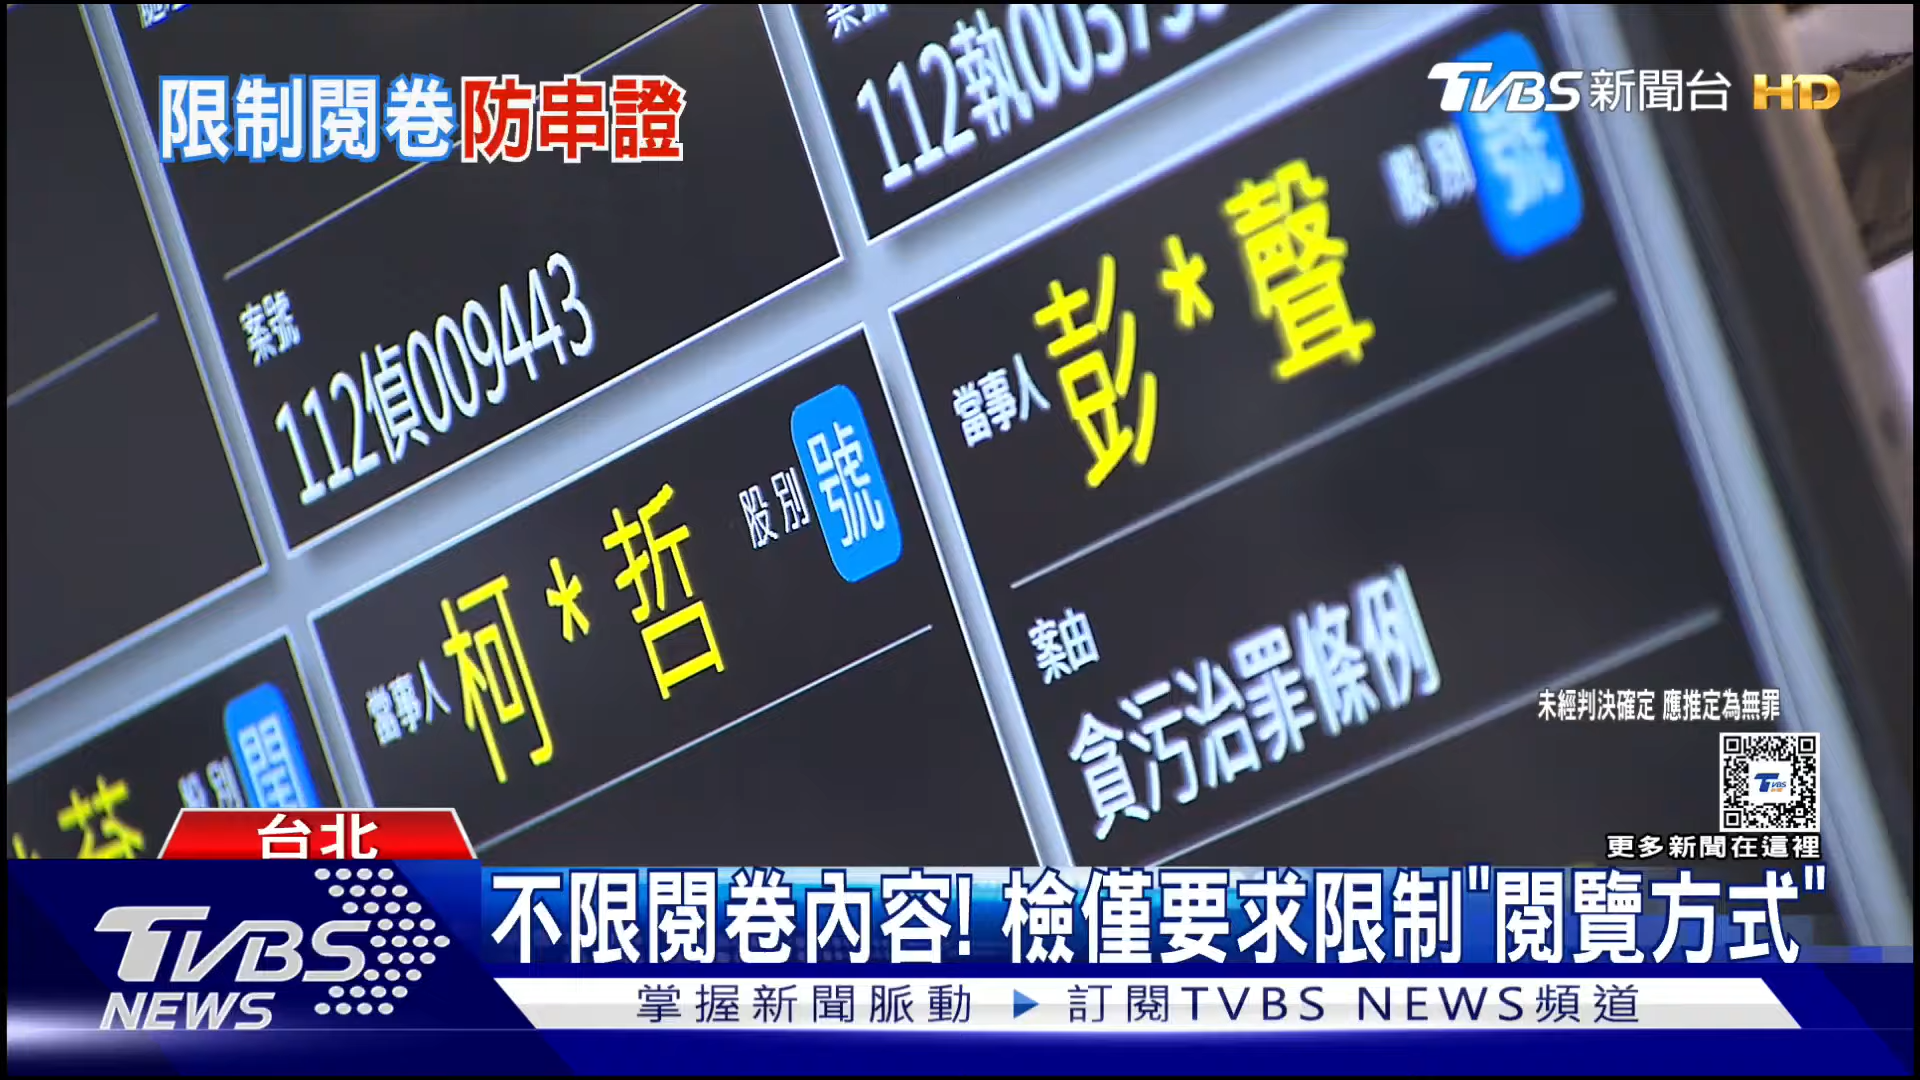 限制閱卷防串證
TVBS新聞台 HD
案號
112偵009443
當事人 柯*哲 股別 號
當事人 彭*聲 股別 號
案由
貪污治罪條例
股別
未經判決確定 應推定為無罪
更多新聞在這裡
台北
TVBS NEWS
不限閱卷內容! 檢僅要求限制"閱覽方式"
掌握新聞脈動 ▶ 訂閱TVBS NEWS頻道